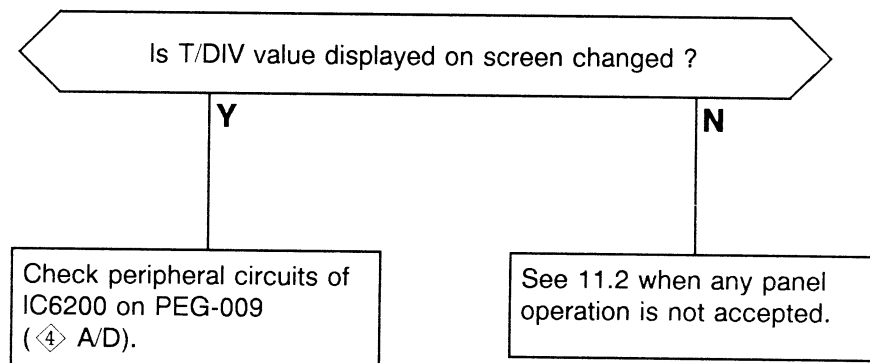 Is T/DIV value displayed on screen changed ?
Y
N
Check peripheral circuits of
IC6200 on PEG-009
(④ A/D).
See 11.2 when any panel
operation is not accepted.